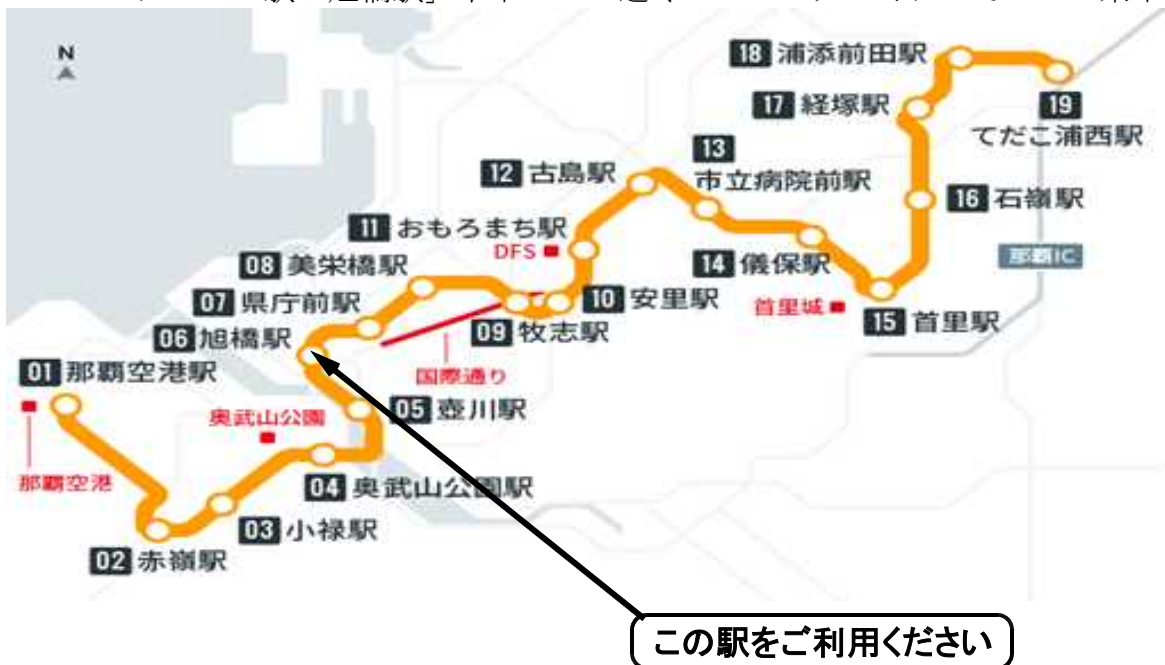 N
18 浦添前田駅
17 経塚駅
19
てだこ浦西駅
13
市立病院前駅
12 古島駅
16 石嶺駅
11 おもろまち駅
DFS
那覇IC
08 美栄橋駅
14 儀保駅
07 県庁前駅
10 安里駅
首里城
15 首里駅
06 旭橋駅
09 牧志駅
01 那覇空港駅
国際通り
05 壺川駅
奥武山公園
那覇空港
04 奥武山公園駅
03 小禄駅
02 赤嶺駅
この駅をご利用ください